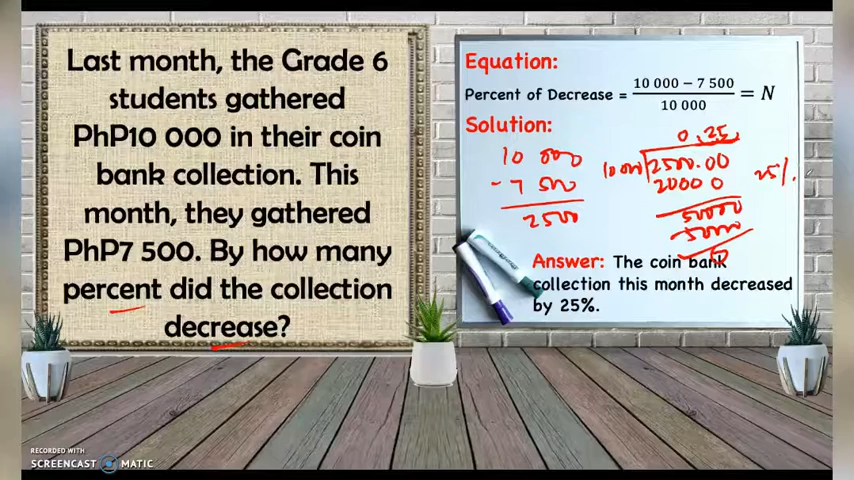 Last month, the Grade 6
students gathered
PhP10 000 in their coin
bank collection. This
month, they gathered
PhP7 500. By how many
percent did the collection
decrease?
Equation:
Percent of Decrease = \frac{10 000 − 7 500}{10 000} = N
Solution:
10 000
- 7 500
2500
0.25
10000 2500.00
20000
50000
50000
0
25%
Answer: The coin bank
collection this month decreased
by 25%.
RECORDED WITH
SCREENCAST MATIC